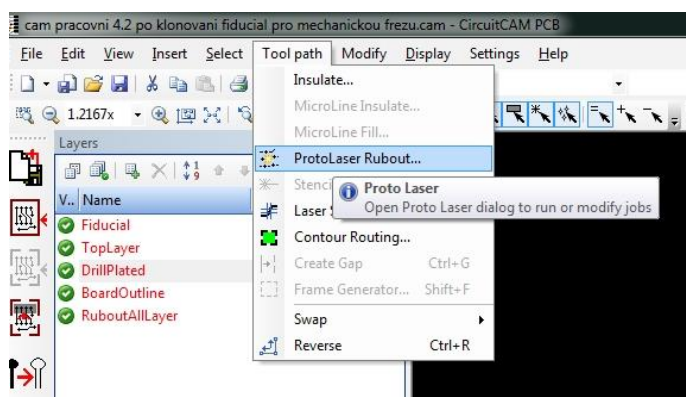 cam pracovni 4.2 po klonovani fiducial pro mechanickou frezu.cam - CircuitCAM PCB
File Edit View Insert Select Tool path Modify Display Settings Help
1.2167x
Insulate...
MicroLine Insulate...
MicroLine Fill...
ProtoLaser Rubout...
Proto Laser
Open Proto Laser dialog to run or modify jobs
Laser
Contour Routing...
Create Gap Ctrl+G
Frame Generator... Shift+F
Swap
Reverse Ctrl+R
Layers
V.. Name
Fiducial
TopLayer
DrillPlated
BoardOutline
RuboutAllLayer